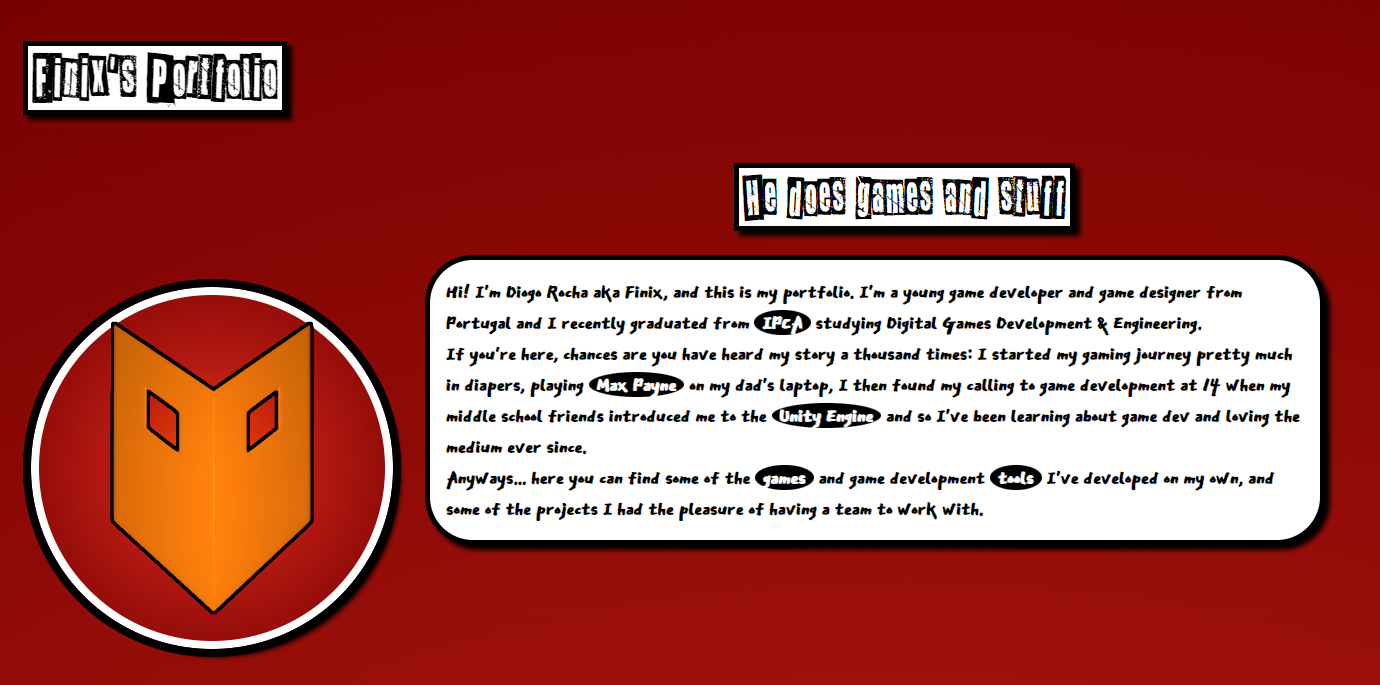 Finix's Portfolio
He does games and stuff
Hi! I'm Diogo Rocha aka Finix, and this is my portfolio. I'm a young game developer and game designer from
Portugal and I recently graduated from IPCA studying Digital Games Development & Engineering.
If you're here, chances are you have heard my story a thousand times: I started my gaming journey pretty much
in diapers, playing Max Payne on my dad's laptop, I then found my calling to game development at 14 when my
middle school friends introduced me to the Unity Engine and so I've been learning about game dev and loving the
medium ever since.
Anyways... here you can find some of the games and game development tools I've developed on my own, and
some of the projects I had the pleasure of having a team to work with.